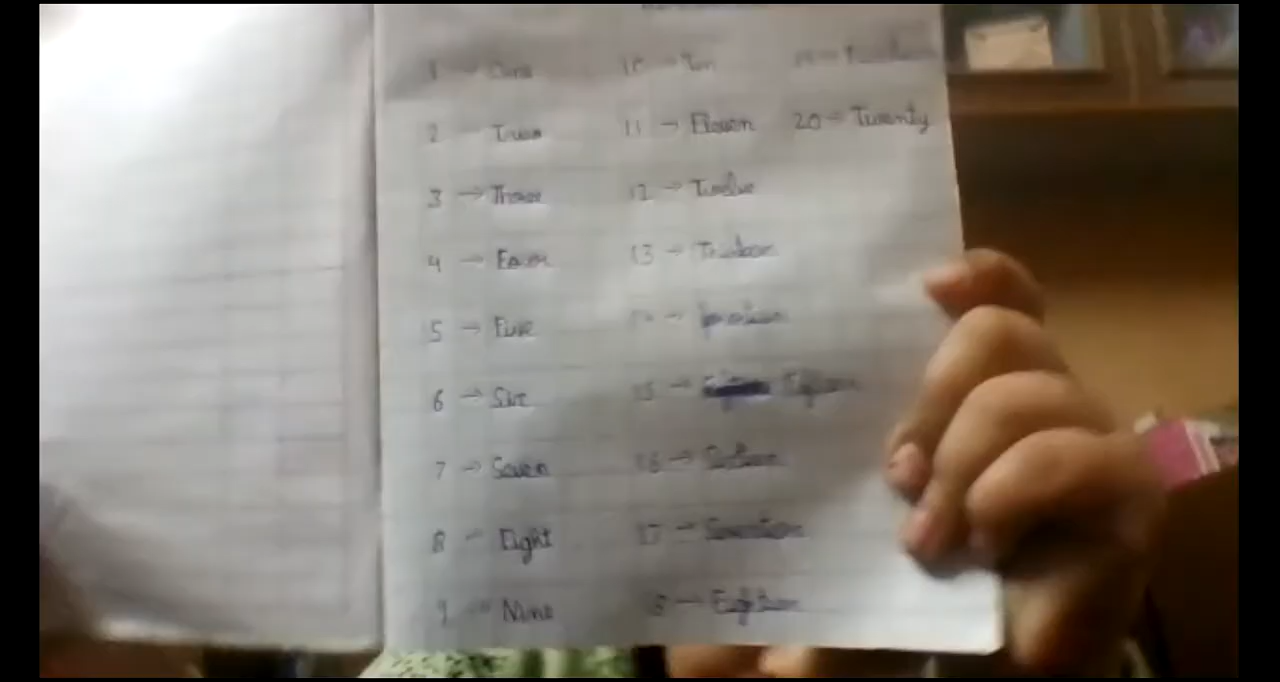 1 → One
2 → Two
3 → Three
4 → Four
5 → Five
6 → Six
7 → Seven
8 → Eight
9 → Nine
10 → Ten
11 → Eleven
12 → Twelve
13 →
15 →
16 → Sixteen
17 → Seventeen
18 → Eighteen
20 → Twenty